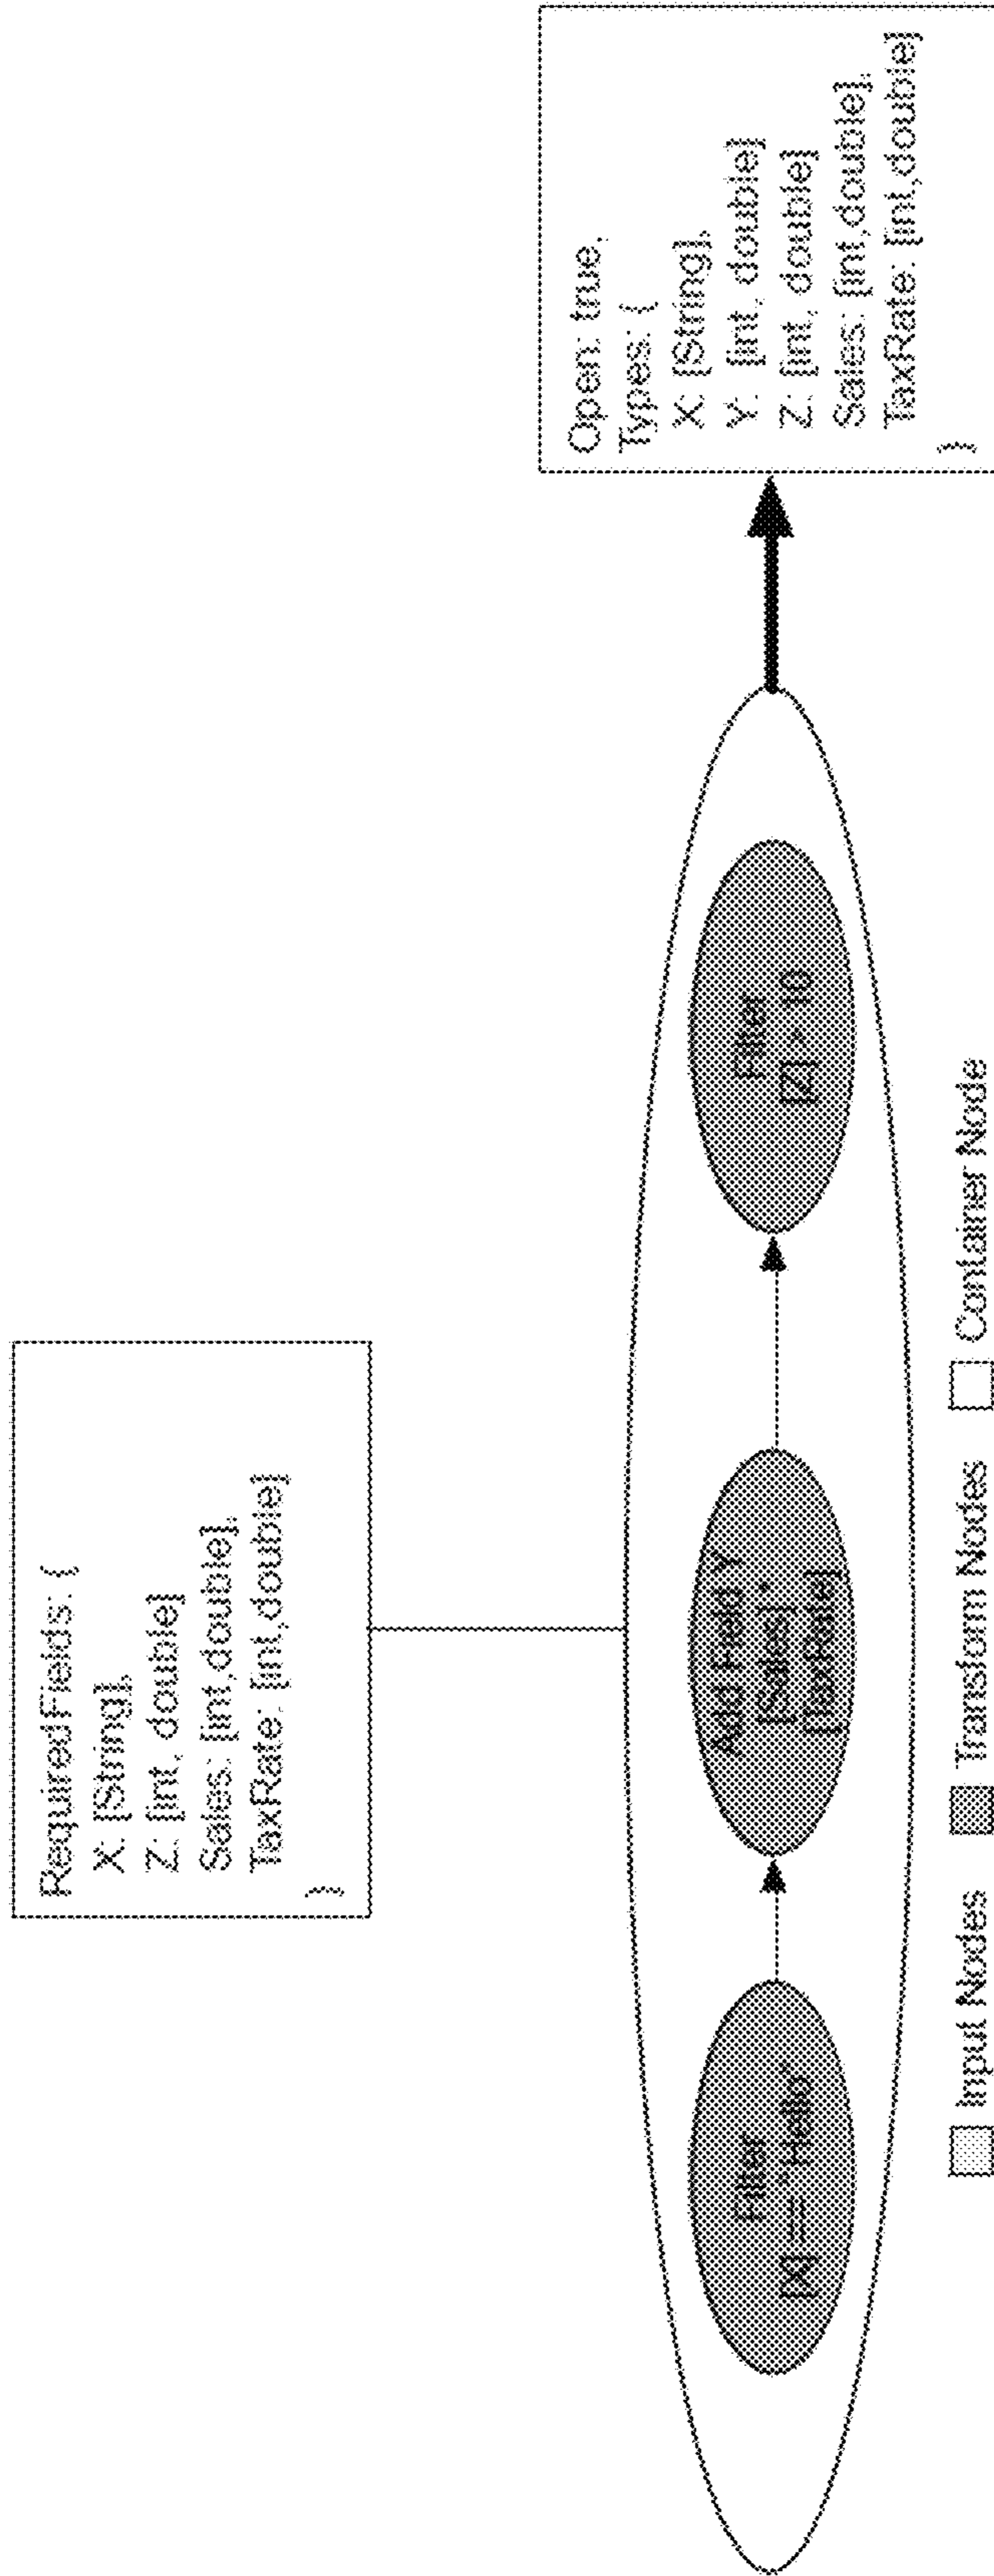 RequiredFields: {
X: [String],
Z: [int, double]
Sales: [int,double],
TaxRate: [int,double]
}
Open: true,
Types: {
X: [String],
Y: [int, double]
Z: [int, double]
Sales: [int,double],
TaxRate: [int,double]
}
Filter
[X] == "Hello"
Add Field Y
[Sales] *
[TaxRate]
Filter
[Z] > 10
Input Nodes
Transform Nodes
Container Node